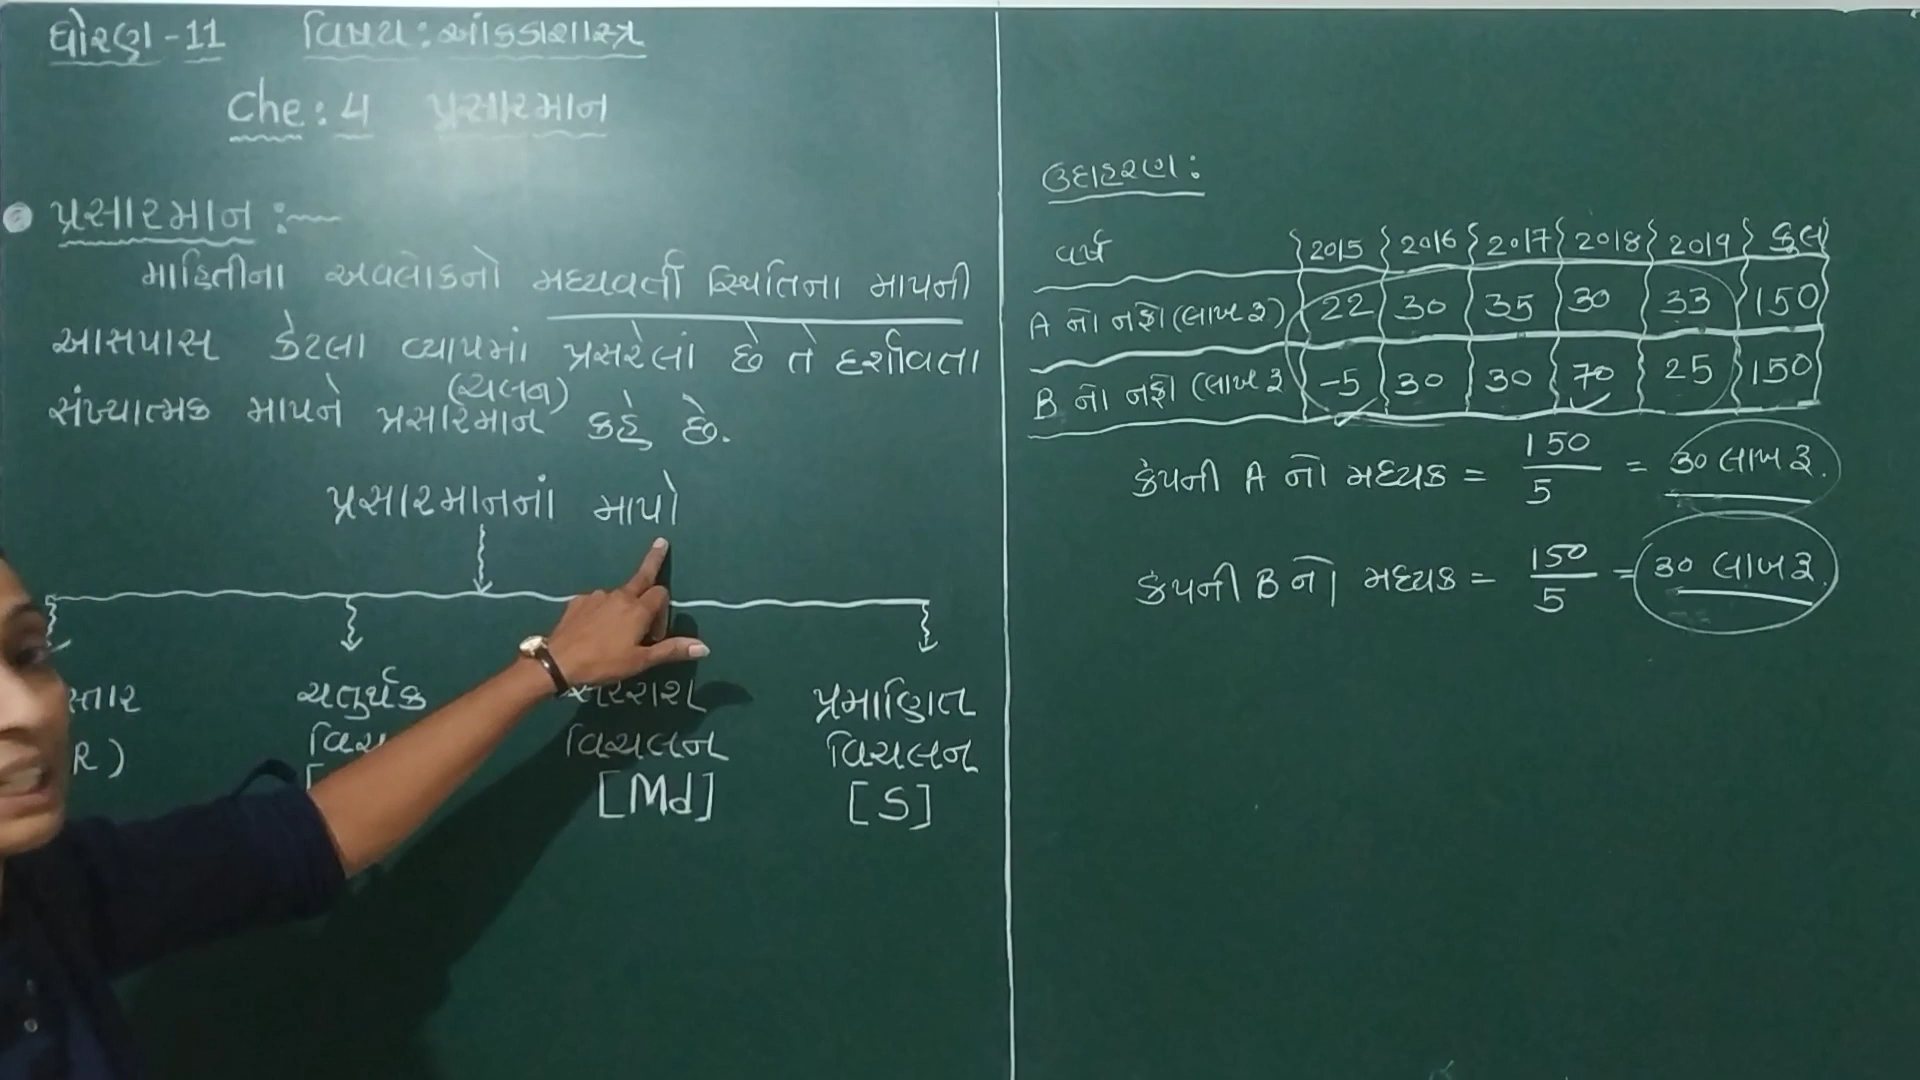 ધોરણ - 11 વિષય : આંકડાશાસ્ત્ર
Che : 4 પ્રસારમાન
પ્રસારમાન :-
માહિતીના અવલોકનો મધ્યવર્તી સ્થિતિના માપની
આસપાસ કેટલા વ્યાપમાં પ્રસરેલાં છે તે દર્શાવતા
(ચલન)
સંખ્યાત્મક માપને પ્રસારમાન કહે છે.
પ્રસારમાનનાં માપો
સ્તાર ચતુર્થક સરેરાશ પ્રમાણિત
R) વિચ વિચલન વિચલન
[ [Md] [S]
ઉદાહરણ :
વર્ષ 2015 2016 2017 2018 2019 કુલ
A નો નફો (લાખ રૂ) 22 30 35 30 33 150
B નો નફો (લાખ રૂ -5 30 30 70 25 150
કંપની A નો મધ્યક = 150/5 = 30 લાખ રૂ.
કંપની B નો મધ્યક = 150/5 = 30 લાખ રૂ.